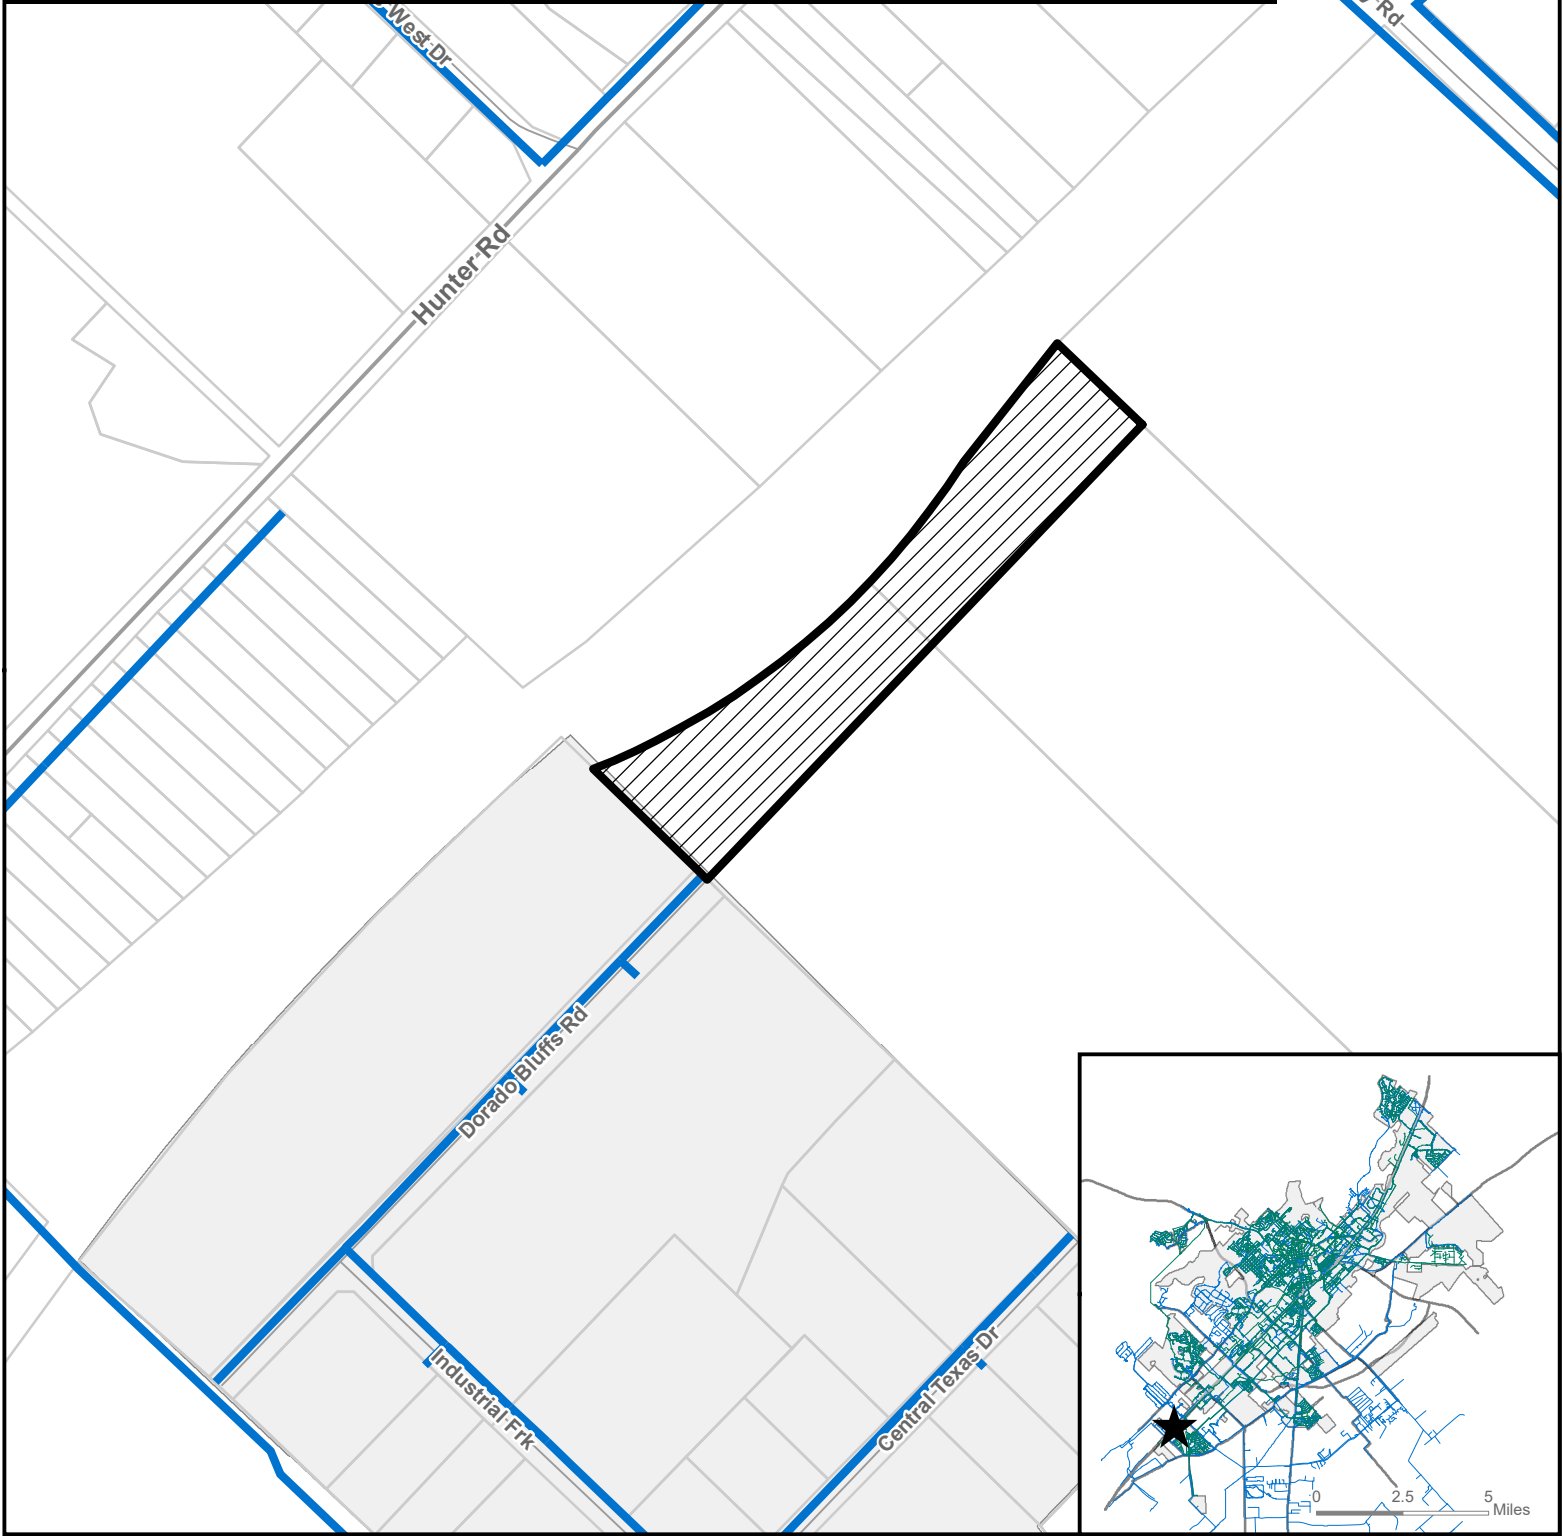 West Dr
Rd
Hunter Rd
Dorado Bluffs Rd
Industrial Frk
Central Texas Dr
0 2.5 5
Miles